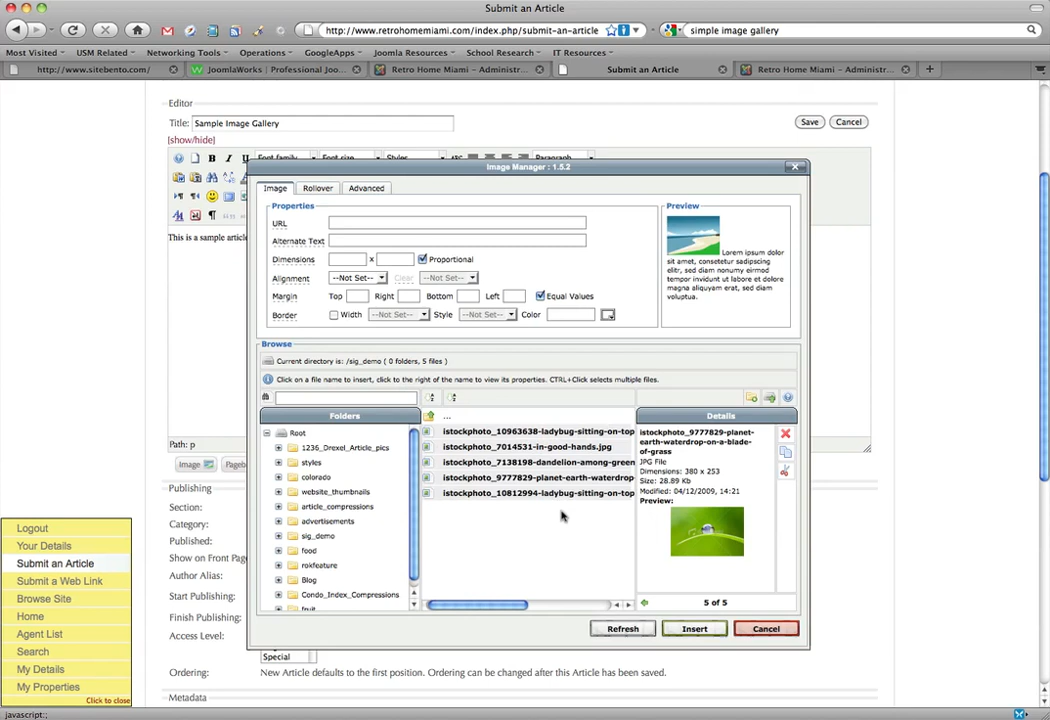 Submit an Article
http://www.retrohomemiami.com/index.php/submit-an-article
simple image gallery
Most Visited USM Related Networking Tools Operations GoogleApps Joomla Resources School Research IT Resources
http://www.sitebento.com/ JoomlaWorks | Professional Joo... Retro Home Miami - Administr... Submit an Article Retro Home Miami - Administr...
Editor
Title: Sample Image Gallery Save Cancel
[show/hide]
Font family Font size Styles Paragraph
This is a sample article
Path: p
Image Pageb
Image Manager : 1.5.2
Image Rollover Advanced
Properties
URL
Alternate Text
Dimensions x Proportional
Alignment --Not Set-- Clear --Not Set--
Margin Top Right Bottom Left Equal Values
Border Width --Not Set-- Style --Not Set-- Color
Preview
Lorem ipsum dolor
sit amet, consetetur sadipscing
elitr, sed diam nonumy eirmod
tempor invidunt ut labore et dolore
magna aliquyam erat, sed diam
voluptua.
Browse
Current directory is: /sig_demo ( 0 folders, 5 files )
Click on a file name to insert, click to the right of the name to view its properties. CTRL+Click selects multiple files.
Folders
Root
1236_Drexel_Article_pics
styles
colorado
website_thumbnails
article_compressions
advertisements
sig_demo
food
rokfeature
Blog
Condo_Index_Compressions
fruit
...
istockphoto_10963638-ladybug-sitting-on-top
istockphoto_7014531-in-good-hands.jpg
istockphoto_7138198-dandelion-among-green
istockphoto_9777829-planet-earth-waterdrop
istockphoto_10812994-ladybug-sitting-on-top
Details
istockphoto_9777829-planet-
earth-waterdrop-on-a-blade-
of-grass
JPG File
Dimensions: 380 x 253
Size: 28.89 Kb
Modified: 04/12/2009, 14:21
Preview:
5 of 5
Refresh Insert Cancel
Publishing
Section:
Category:
Published:
Show on Front Pag
Author Alias:
Start Publishing:
Finish Publishing:
Access Level:
Special
Ordering: New Article defaults to the first position. Ordering can be changed after this Article has been saved.
Metadata
Logout
Your Details
Submit an Article
Submit a Web Link
Browse Site
Home
Agent List
Search
My Details
My Properties
Click to close
javascript:;